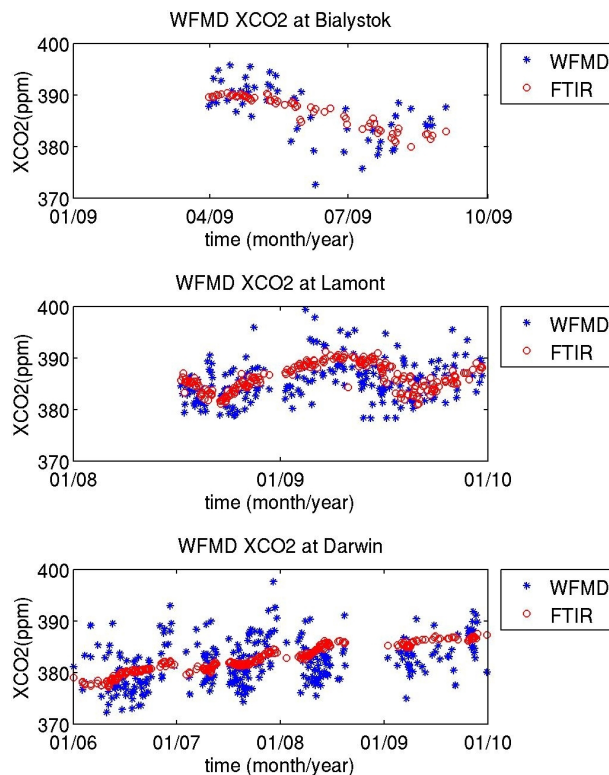 WFMD XCO2 at Bialystok
400
390
380
370
XCO2(ppm)
01/09 04/09 07/09 10/09
time (month/year)
WFMD
FTIR
WFMD XCO2 at Lamont
400
390
380
370
XCO2(ppm)
01/08 01/09 01/10
time (month/year)
WFMD
FTIR
WFMD XCO2 at Darwin
400
390
380
370
XCO2(ppm)
01/06 01/07 01/08 01/09 01/10
time (month/year)
WFMD
FTIR